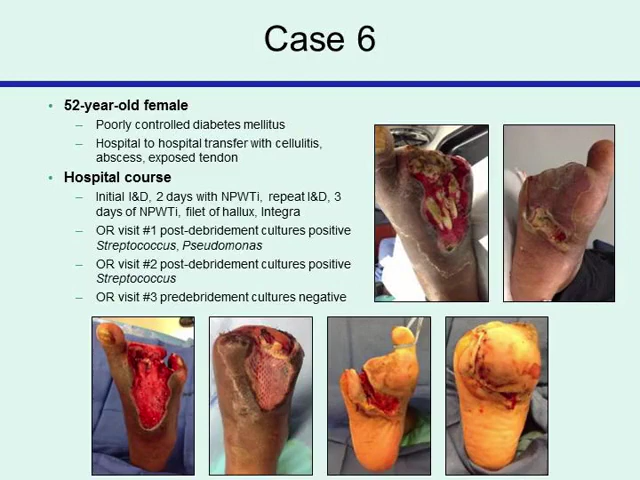 Case 6
• 52-year-old female
– Poorly controlled diabetes mellitus
– Hospital to hospital transfer with cellulitis,
abscess, exposed tendon
• Hospital course
– Initial I&D, 2 days with NPWTi, repeat I&D, 3
days of NPWTi, filet of hallux, Integra
– OR visit #1 post-debridement cultures positive
Streptococcus, Pseudomonas
– OR visit #2 post-debridement cultures positive
Streptococcus
– OR visit #3 predebridement cultures negative